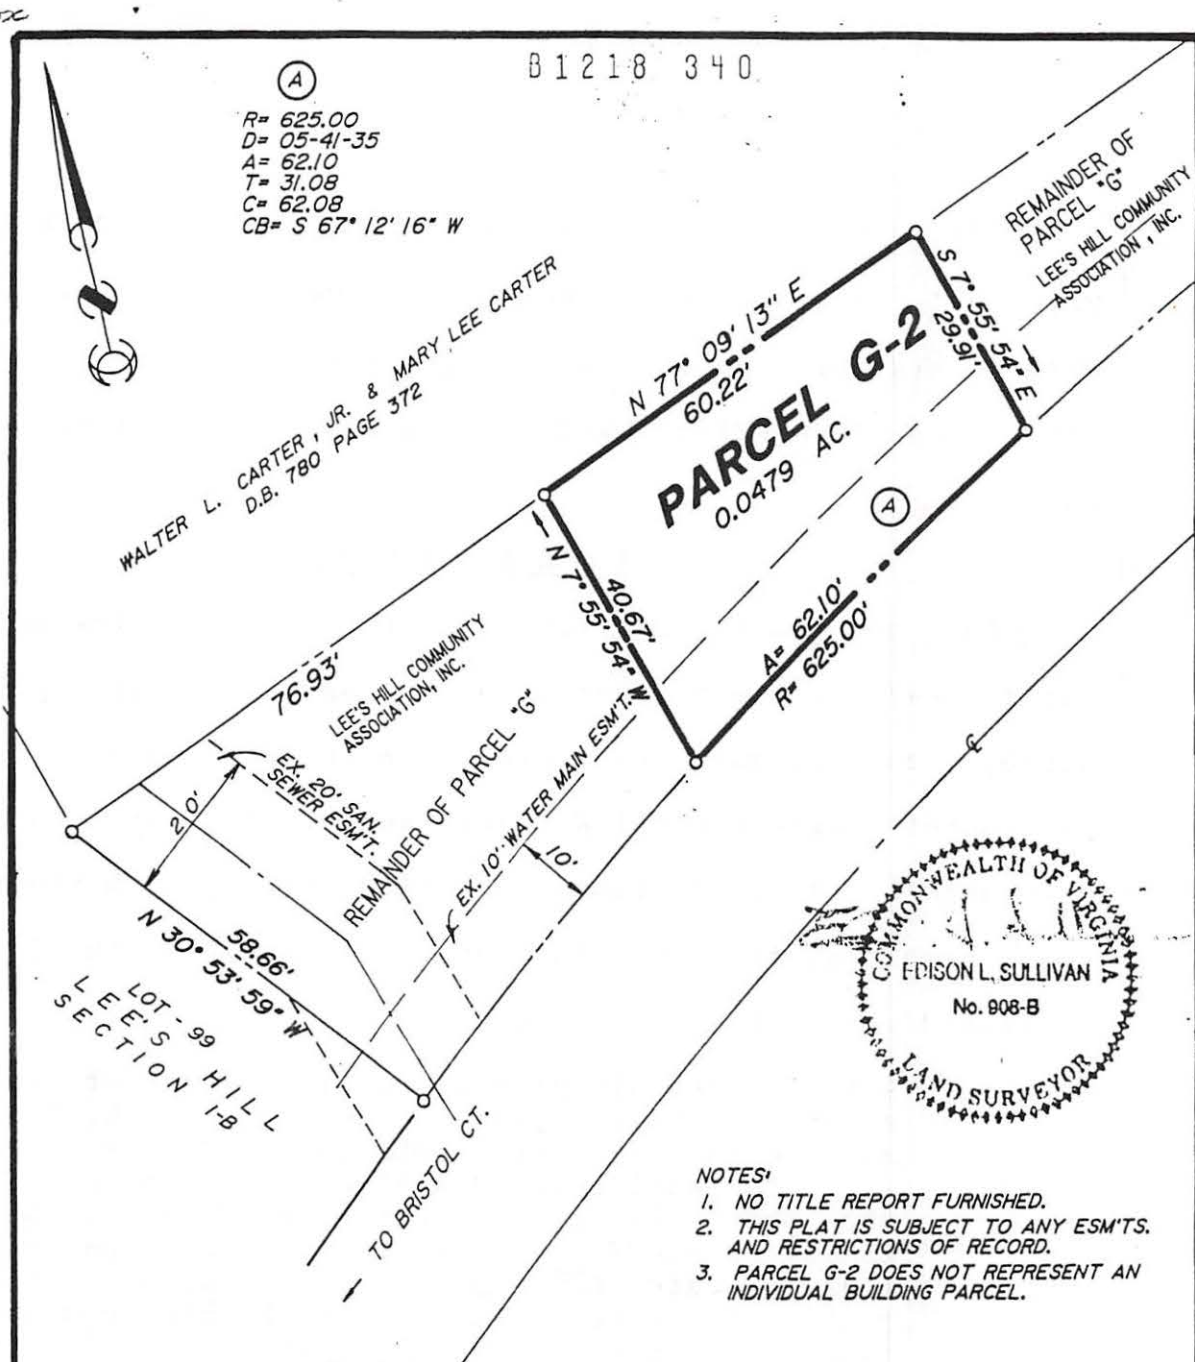 B1218 340
A
R= 625.00
D= 05-41-35
A= 62.10
T= 31.08
C= 62.08
CB= S 67° 12' 16" W
REMAINDER OF
PARCEL "G"
LEE'S HILL COMMUNITY
ASSOCIATION, INC.
WALTER L. CARTER, JR. & MARY LEE CARTER
D.B. 780 PAGE 372
N 77° 09' 13" E
60.22'
S 7° 55' 54" E
29.91'
PARCEL G-2
0.0479 AC.
A
N 7° 55' 54" W
40.67'
A= 62.10'
R= 625.00'
76.93'
LEE'S HILL COMMUNITY
ASSOCIATION, INC.
REMAINDER OF PARCEL "G"
EX. 20' SAN.
SEWER ESM'T.
20'
EX. 10' WATER MAIN ESM'T.
10'
58.66'
N 30° 53' 59" W
LOT - 99
LEE'S HILL
SECTION 1-B
TO BRISTOL CT.
COMMONWEALTH OF VIRGINIA
EDISON L. SULLIVAN
No. 908-B
LAND SURVEYOR
NOTES:
1. NO TITLE REPORT FURNISHED.
2. THIS PLAT IS SUBJECT TO ANY ESM'TS.
AND RESTRICTIONS OF RECORD.
3. PARCEL G-2 DOES NOT REPRESENT AN
INDIVIDUAL BUILDING PARCEL.